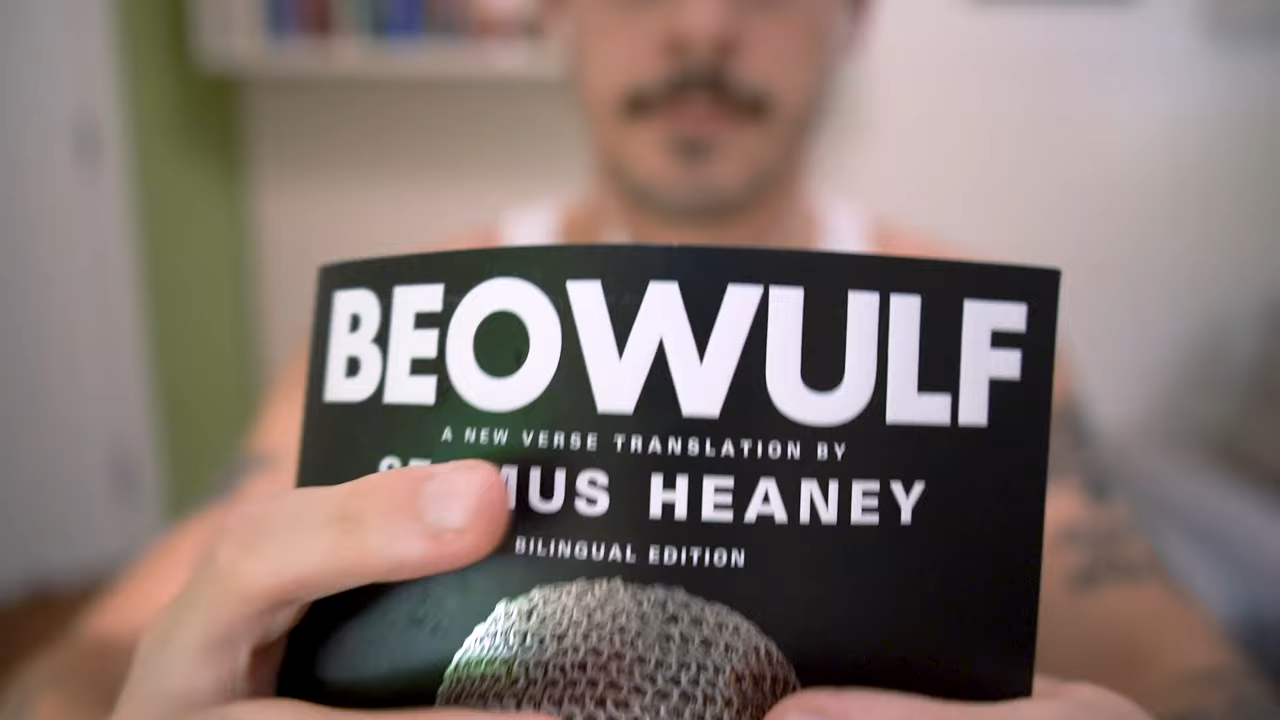 BEOWULF
A NEW VERSE TRANSLATION BY
HEANEY
BILINGUAL EDITION